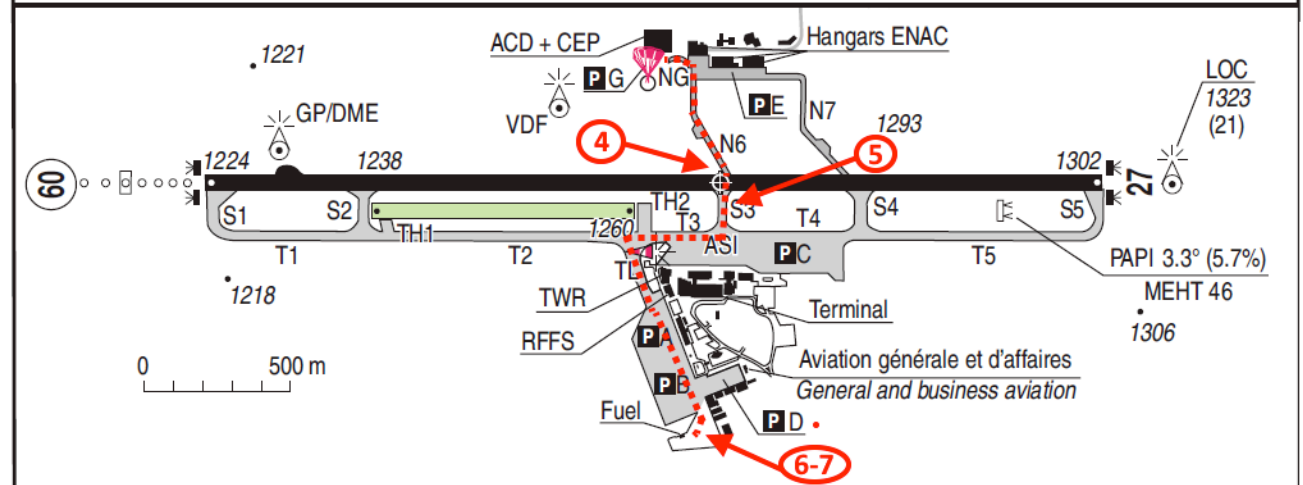 ACD + CEP
Hangars ENAC
1221
P G
NG
P E
N7
LOC
1323
(21)
GP/DME
VDF
4
N6
1293
5
1224
1238
1302
09
27
S1
S2
TH2
S3
S4
S5
TH1
1260
T3
T4
T1
T2
ASI
P C
T5
TL
PAPI 3.3° (5.7%)
MEHT 46
1218
TWR
Terminal
1306
RFFS
P A
0
500 m
Aviation générale et d'affaires
General and business aviation
P B
Fuel
P D
6-7